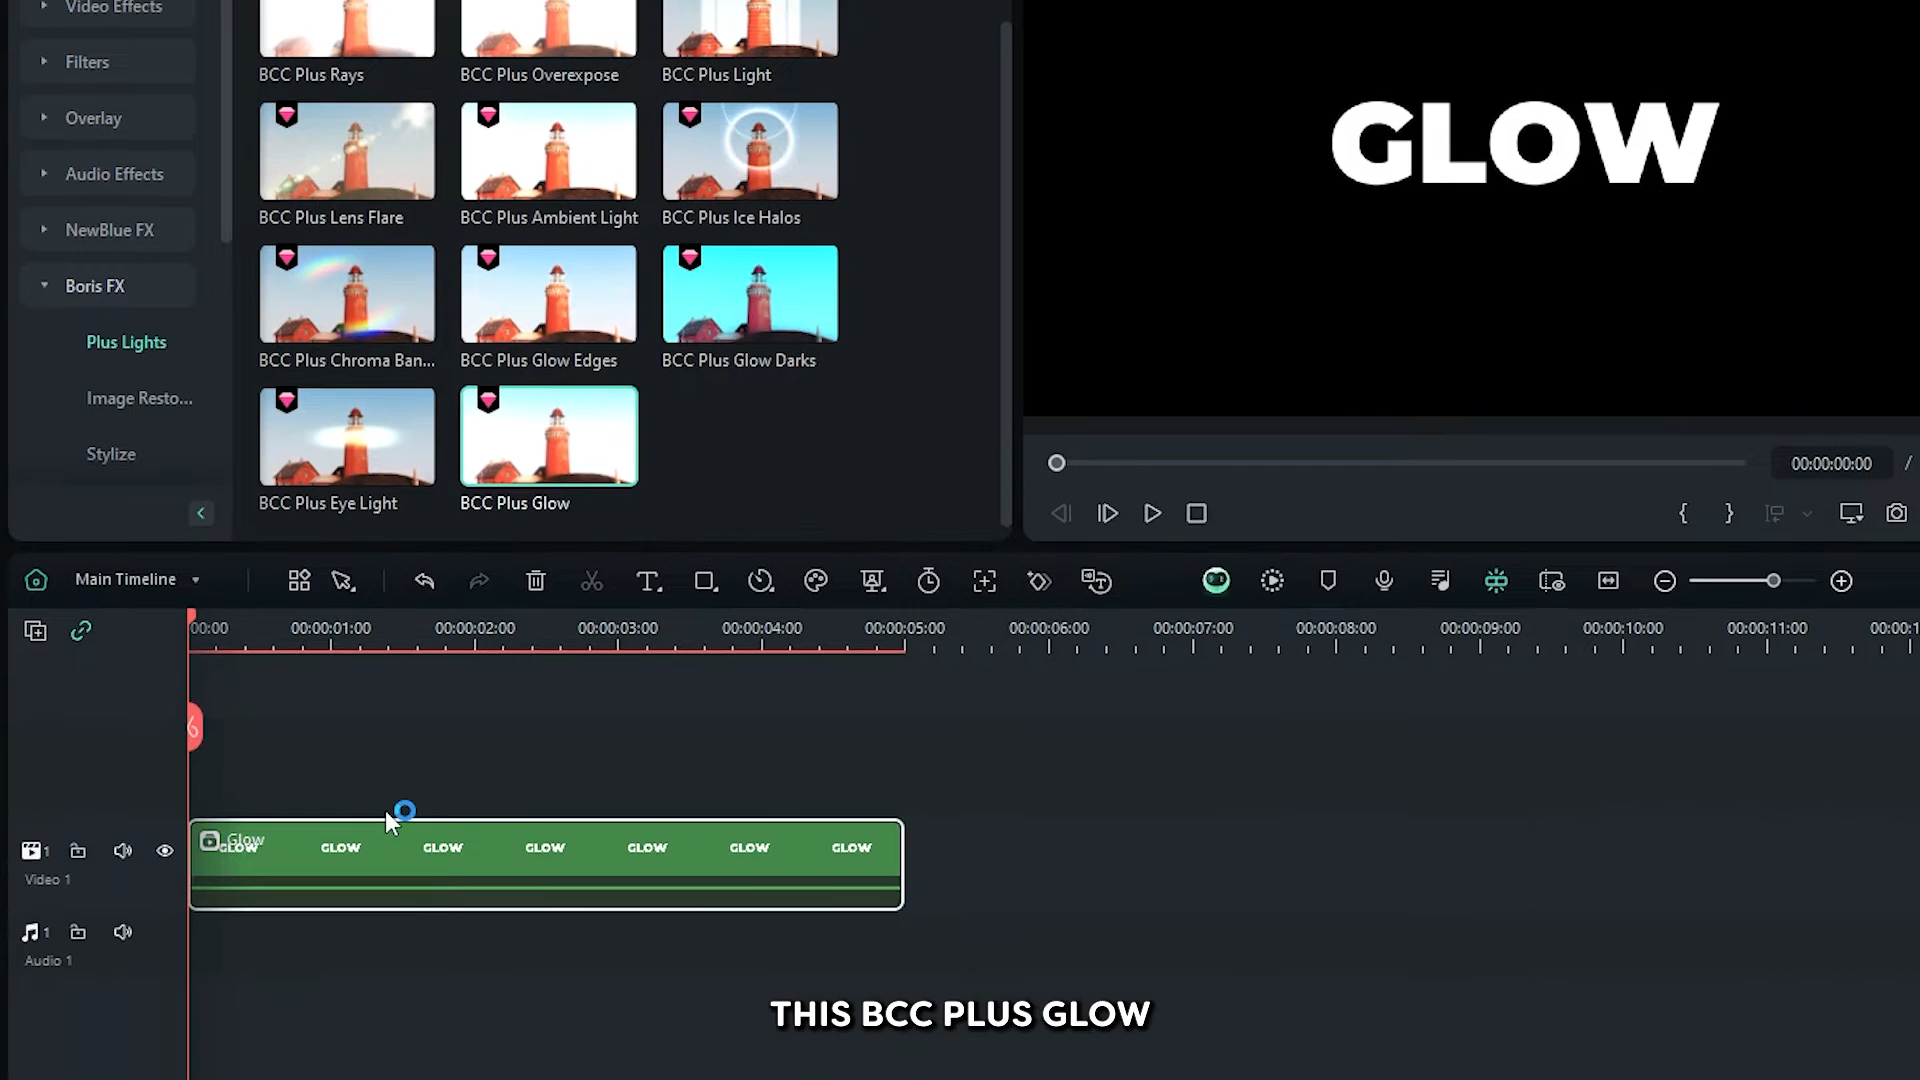 Video Effects
Filters
Overlay
Audio Effects
NewBlue FX
Boris FX
Plus Lights
Image Resto...
Stylize
BCC Plus Rays
BCC Plus Overexpose
BCC Plus Light
BCC Plus Lens Flare
BCC Plus Ambient Light
BCC Plus Ice Halos
BCC Plus Chroma Ban...
BCC Plus Glow Edges
BCC Plus Glow Darks
BCC Plus Eye Light
BCC Plus Glow
GLOW
00:00:00:00 /
Main Timeline
00:00 00:00:01:00 00:00:02:00 00:00:03:00 00:00:04:00 00:00:05:00 00:00:06:00 00:00:07:00 00:00:08:00 00:00:09:00 00:00:10:00 00:00:11:00 00:00:1
Glow
GLOW GLOW GLOW GLOW GLOW GLOW GLOW
1
Video 1
1
Audio 1
THIS BCC PLUS GLOW